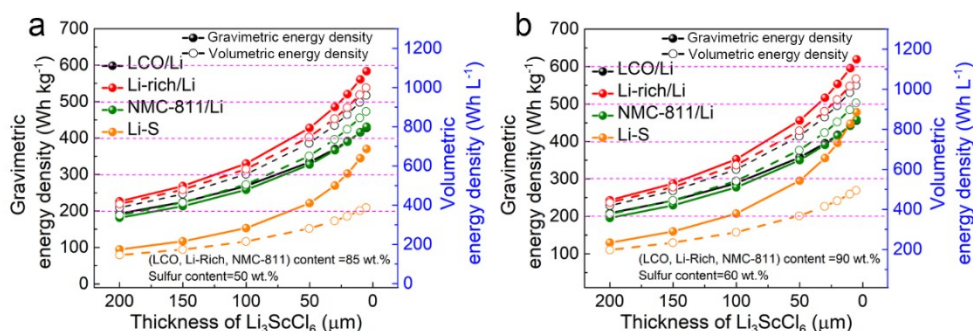 a
Gravimetric energy density
Volumetric energy density
LCO/Li
Li-rich/Li
NMC-811/Li
Li-S
(LCO, Li-Rich, NMC-811) content =85 wt.%
Sulfur content=50 wt.%
700
600
500
400
300
200
100
0
Gravimetric
energy density (Wh kg⁻¹)
1200
1000
800
600
400
200
0
Volumetric
energy density (Wh L⁻¹)
200 150 100 50 0
Thickness of Li₃ScCl₆ (μm)
b
Gravimetric energy density
Volumetric energy density
LCO/Li
Li-rich/Li
NMC-811/Li
Li-S
(LCO, Li-Rich, NMC-811) content =90 wt.%
Sulfur content=60 wt.%
700
600
500
400
300
200
100
0
Gravimetric
energy density (Wh kg⁻¹)
1200
1000
800
600
400
200
0
Volumetric
energy density (Wh L⁻¹)
200 150 100 50 0
Thickness of Li₃ScCl₆ (μm)